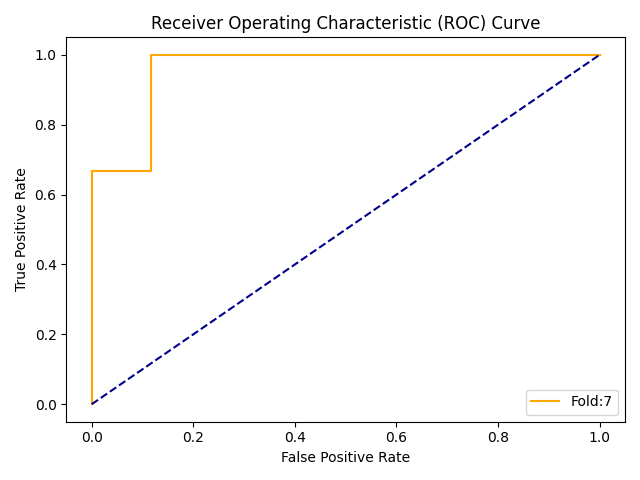 Receiver Operating Characteristic (ROC) Curve
1.0
0.8
0.6
0.4
0.2
0.0
True Positive Rate
0.0 0.2 0.4 0.6 0.8 1.0
False Positive Rate
Fold:7